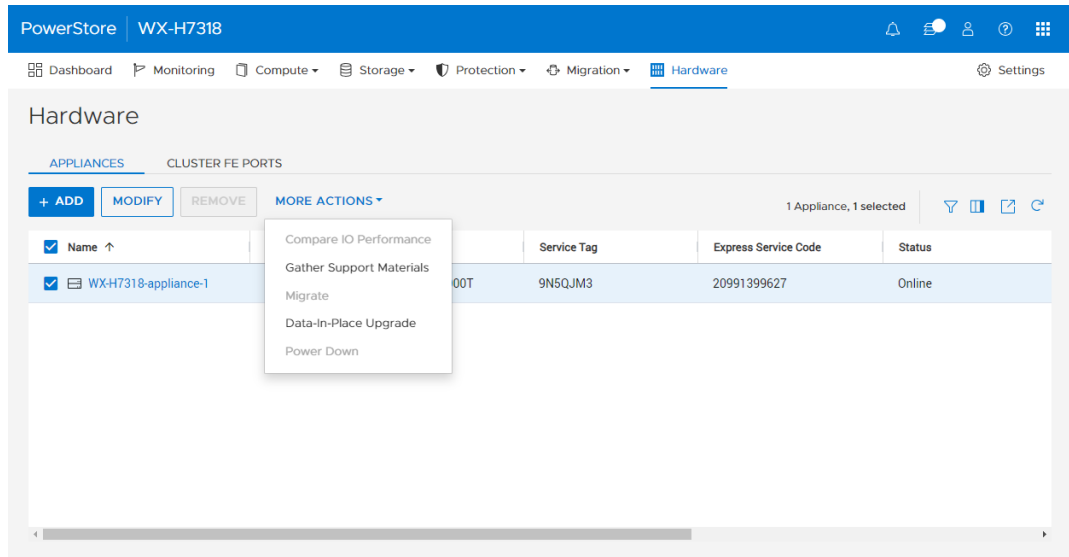 PowerStore WX-H7318
Dashboard Monitoring Compute Storage Protection Migration Hardware Settings
Hardware
APPLIANCES CLUSTER FE PORTS
+ ADD MODIFY REMOVE MORE ACTIONS 1 Appliance, 1 selected
Compare IO Performance
Name ↑ Service Tag Express Service Code Status
Gather Support Materials
WX-H7318-appliance-1 00T 9N5QJM3 20991399627 Online
Migrate
Data-In-Place Upgrade
Power Down